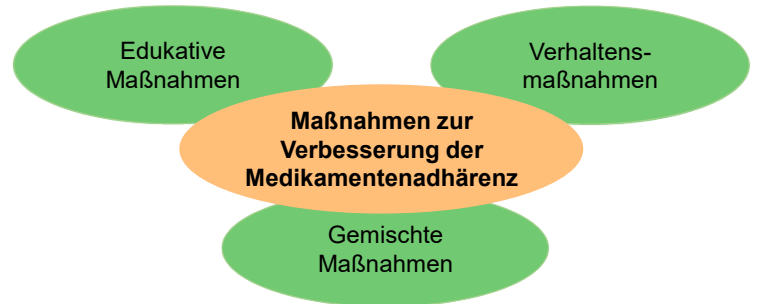 Edukative
Maßnahmen
Verhaltens-
maßnahmen
Maßnahmen zur
Verbesserung der
Medikamentenadhärenz
Gemischte
Maßnahmen